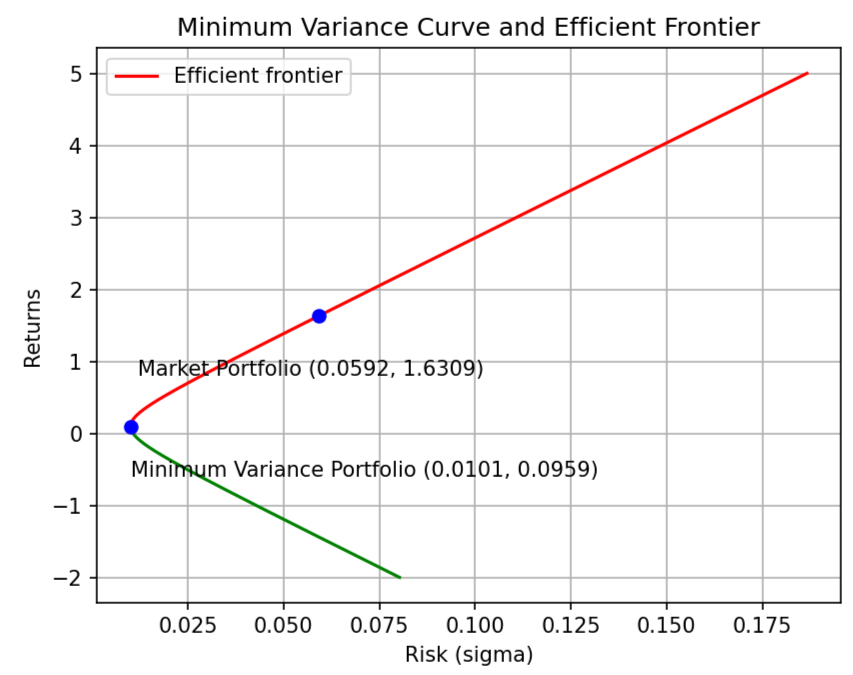 Minimum Variance Curve and Efficient Frontier
Efficient frontier
5
4
3
2
1
0
−1
−2
Returns
Market Portfolio (0.0592, 1.6309)
Minimum Variance Portfolio (0.0101, 0.0959)
0.025 0.050 0.075 0.100 0.125 0.150 0.175
Risk (sigma)